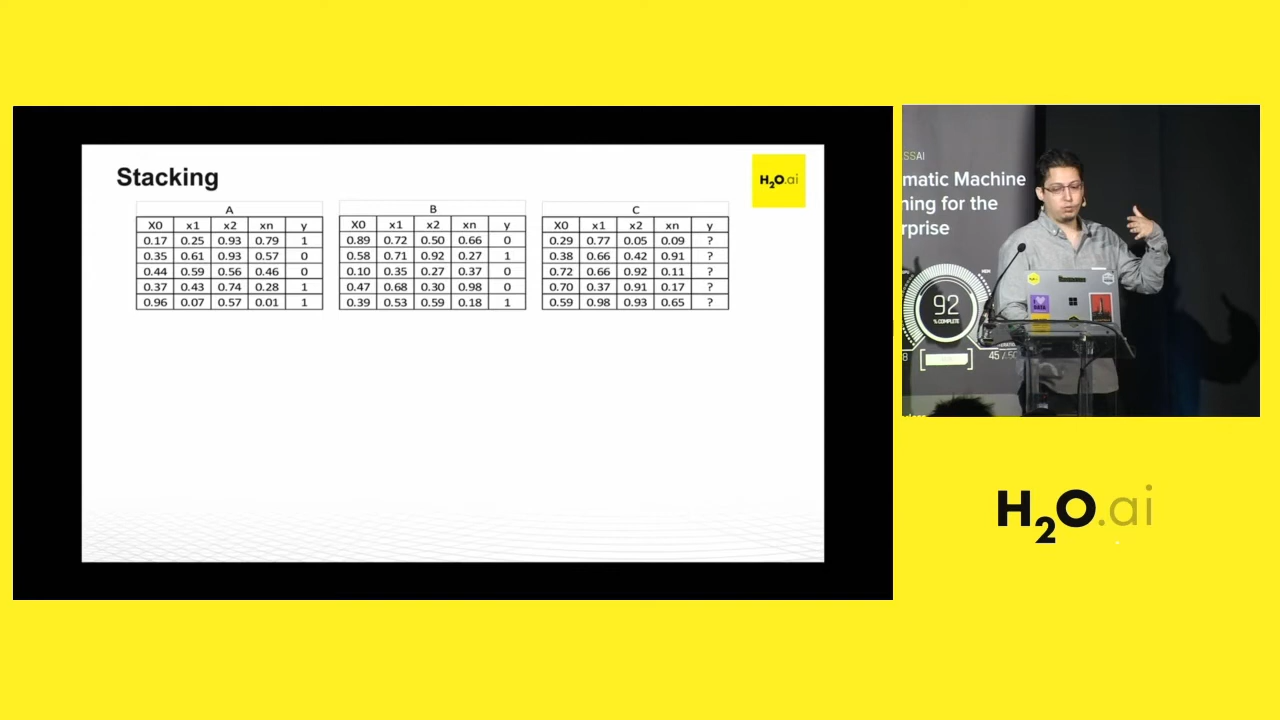 Stacking
H2O.ai
A
X0 x1 x2 xn y
0.17 0.25 0.93 0.79 1
0.35 0.61 0.93 0.57 0
0.44 0.59 0.56 0.46 0
0.37 0.43 0.74 0.28 1
0.96 0.07 0.57 0.01 1
B
X0 x1 x2 xn y
0.89 0.72 0.50 0.66 0
0.58 0.71 0.92 0.27 1
0.10 0.35 0.27 0.37 0
0.47 0.68 0.30 0.98 0
0.39 0.53 0.59 0.18 1
C
X0 x1 x2 xn y
0.29 0.77 0.05 0.09 ?
0.38 0.66 0.42 0.91 ?
0.72 0.66 0.92 0.11 ?
0.70 0.37 0.91 0.17 ?
0.59 0.98 0.93 0.65 ?
SSAI
matic Machine
ning for the
rprise
92
% COMPLETE
8
45
H2O.ai